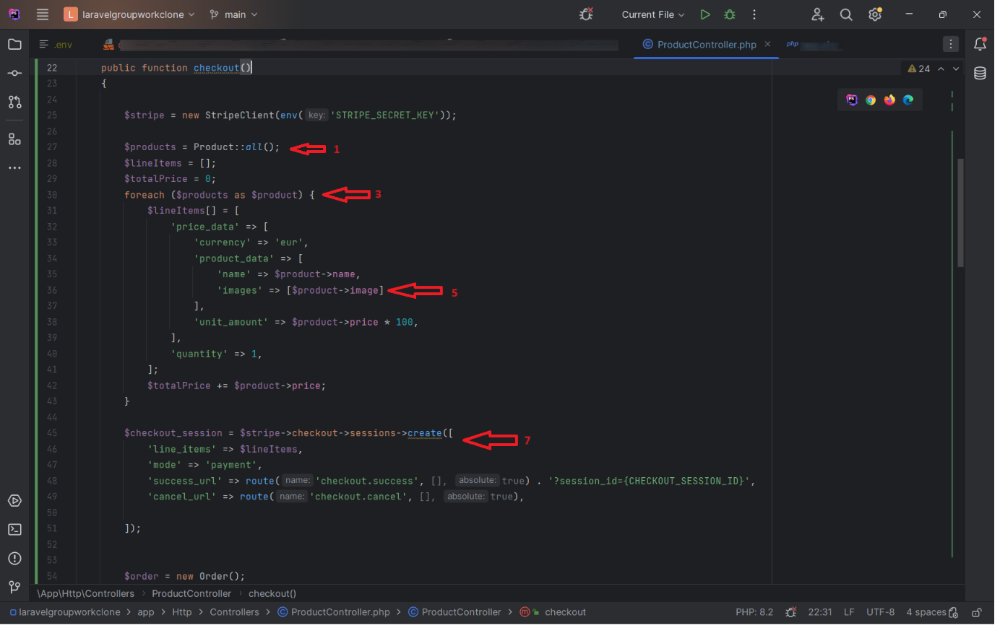 PS L laravelgroupworkclone main Current File
.env ProductController.php php
22 public function checkout() 24
23 {
24
25 $stripe = new StripeClient(env( key: 'STRIPE_SECRET_KEY'));
26
27 $products = Product::all(); 1
28 $lineItems = [];
29 $totalPrice = 0;
30 foreach ($products as $product) { 3
31 $lineItems[] = [
32 'price_data' => [
33 'currency' => 'eur',
34 'product_data' => [
35 'name' => $product->name,
36 'images' => [$product->image] 5
37 ],
38 'unit_amount' => $product->price * 100,
39 ],
40 'quantity' => 1,
41 ];
42 $totalPrice += $product->price;
43 }
44
45 $checkout_session = $stripe->checkout->sessions->create([ 7
46 'line_items' => $lineItems,
47 'mode' => 'payment',
48 'success_url' => route( name: 'checkout.success', [], absolute: true) . '?session_id={CHECKOUT_SESSION_ID}',
49 'cancel_url' => route( name: 'checkout.cancel', [], absolute: true),
50
51 ]);
52
53
54 $order = new Order();
\App\Http\Controllers › ProductController › checkout()
laravelgroupworkclone › app › Http › Controllers › ProductController.php › ProductController › checkout PHP: 8.2 22:31 LF UTF-8 4 spaces